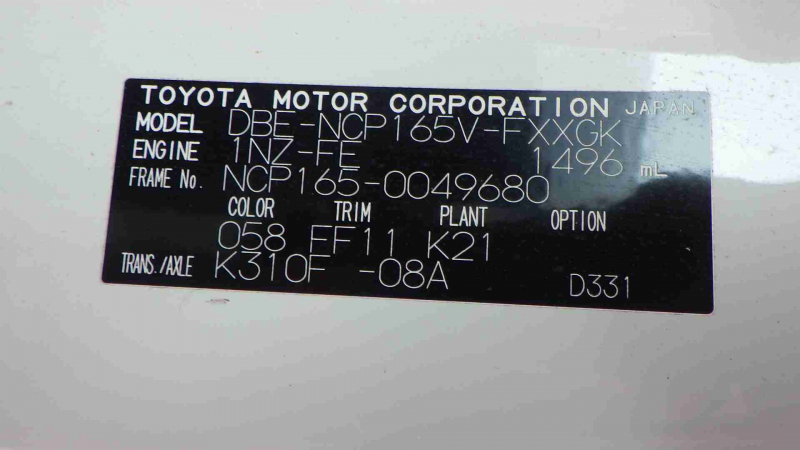 TOYOTA MOTOR CORPORATION JAPAN
MODEL DBE-NCP165V-FXXGK
ENGINE 1NZ-FE 1496 mL
FRAME No. NCP165-0049680
COLOR TRIM PLANT OPTION
058 FF11 K21
TRANS./AXLE K310F -08A D331